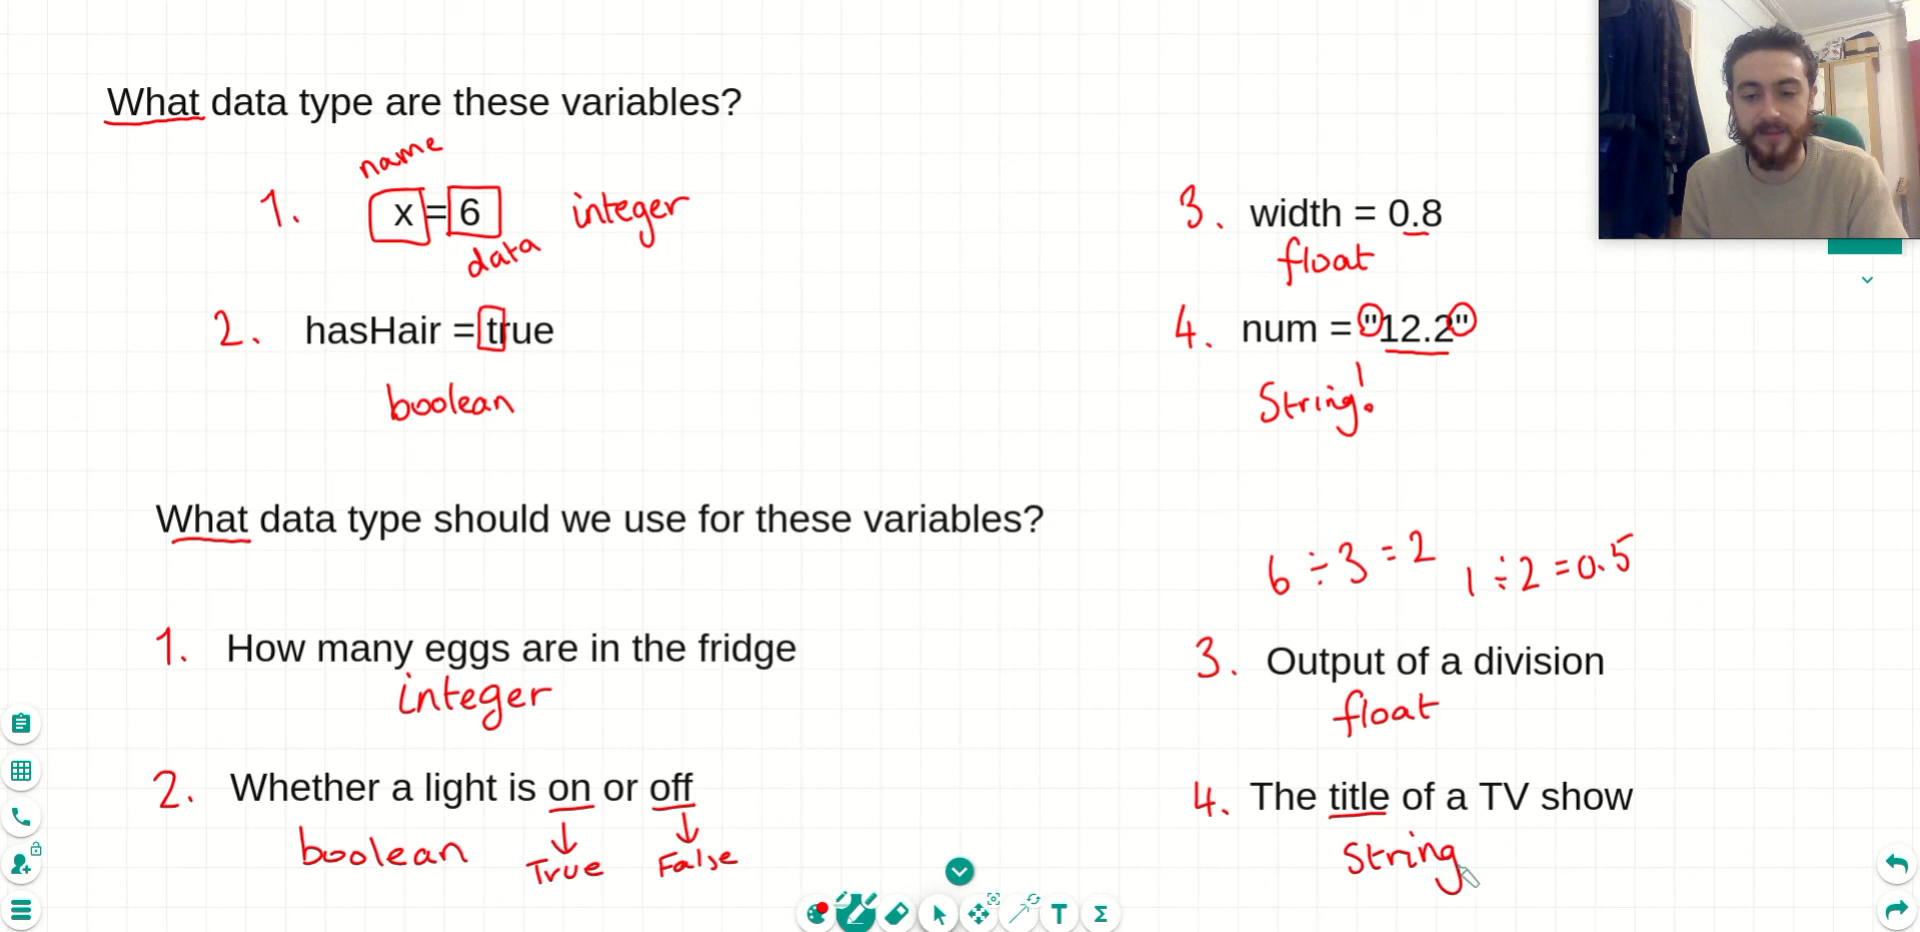 What data type are these variables?
name
1. x = 6 integer
data
2. hasHair = true
boolean
3. width = 0.8
float
4. num = "12.2"
String!
What data type should we use for these variables?
1. How many eggs are in the fridge
integer
2. Whether a light is on or off
boolean True False
6 ÷ 3 = 2 1 ÷ 2 = 0.5
3. Output of a division
float
4. The title of a TV show
String
T Σ